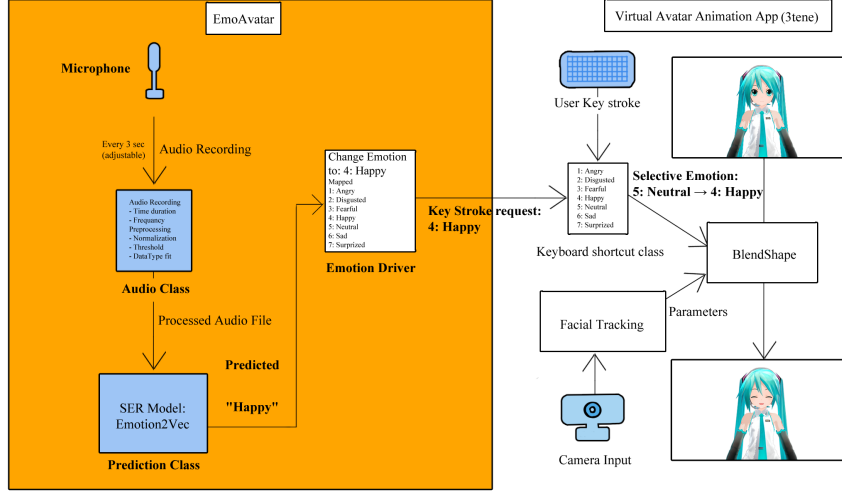 EmoAvatar
Virtual Avatar Animation App (3tene)
Microphone
Every 3 sec
(adjustable)
Audio Recording
Audio Recording
- Time duration
- Frequancy
Preprocessing
- Normalization
- Threshold
- DataType fit
Audio Class
Processed Audio File
SER Model:
Emotion2Vec
Prediction Class
Predicted
"Happy"
Change Emotion
to: 4: Happy
Mapped
1: Angry
2: Disgusted
3: Fearful
4: Happy
5: Neutral
6: Sad
7: Surprized
Emotion Driver
Key Stroke request:
4: Happy
User Key stroke
1: Angry
2: Disgusted
3: Fearful
4: Happy
5: Neutral
6: Sad
7: Surprized
Keyboard shortcut class
Selective Emotion:
5: Neutral → 4: Happy
BlendShape
Facial Tracking
Parameters
Camera Input